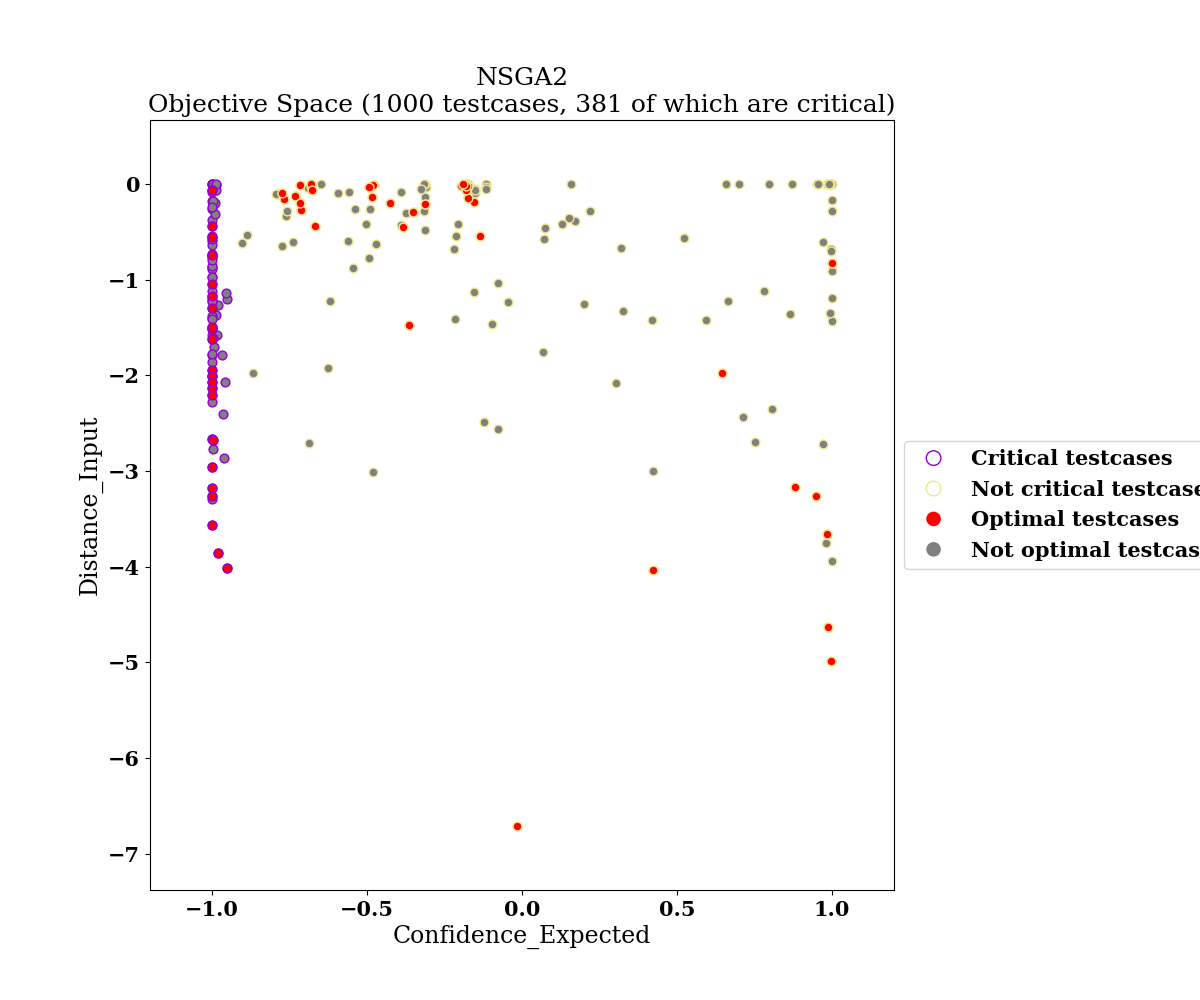 NSGA2
Objective Space (1000 testcases, 381 of which are critical)
0
−1
−2
−3
−4
−5
−6
−7
Distance_Input
−1.0 −0.5 0.0 0.5 1.0
Confidence_Expected
Critical testcases
Not critical testcase
Optimal testcases
Not optimal testcas